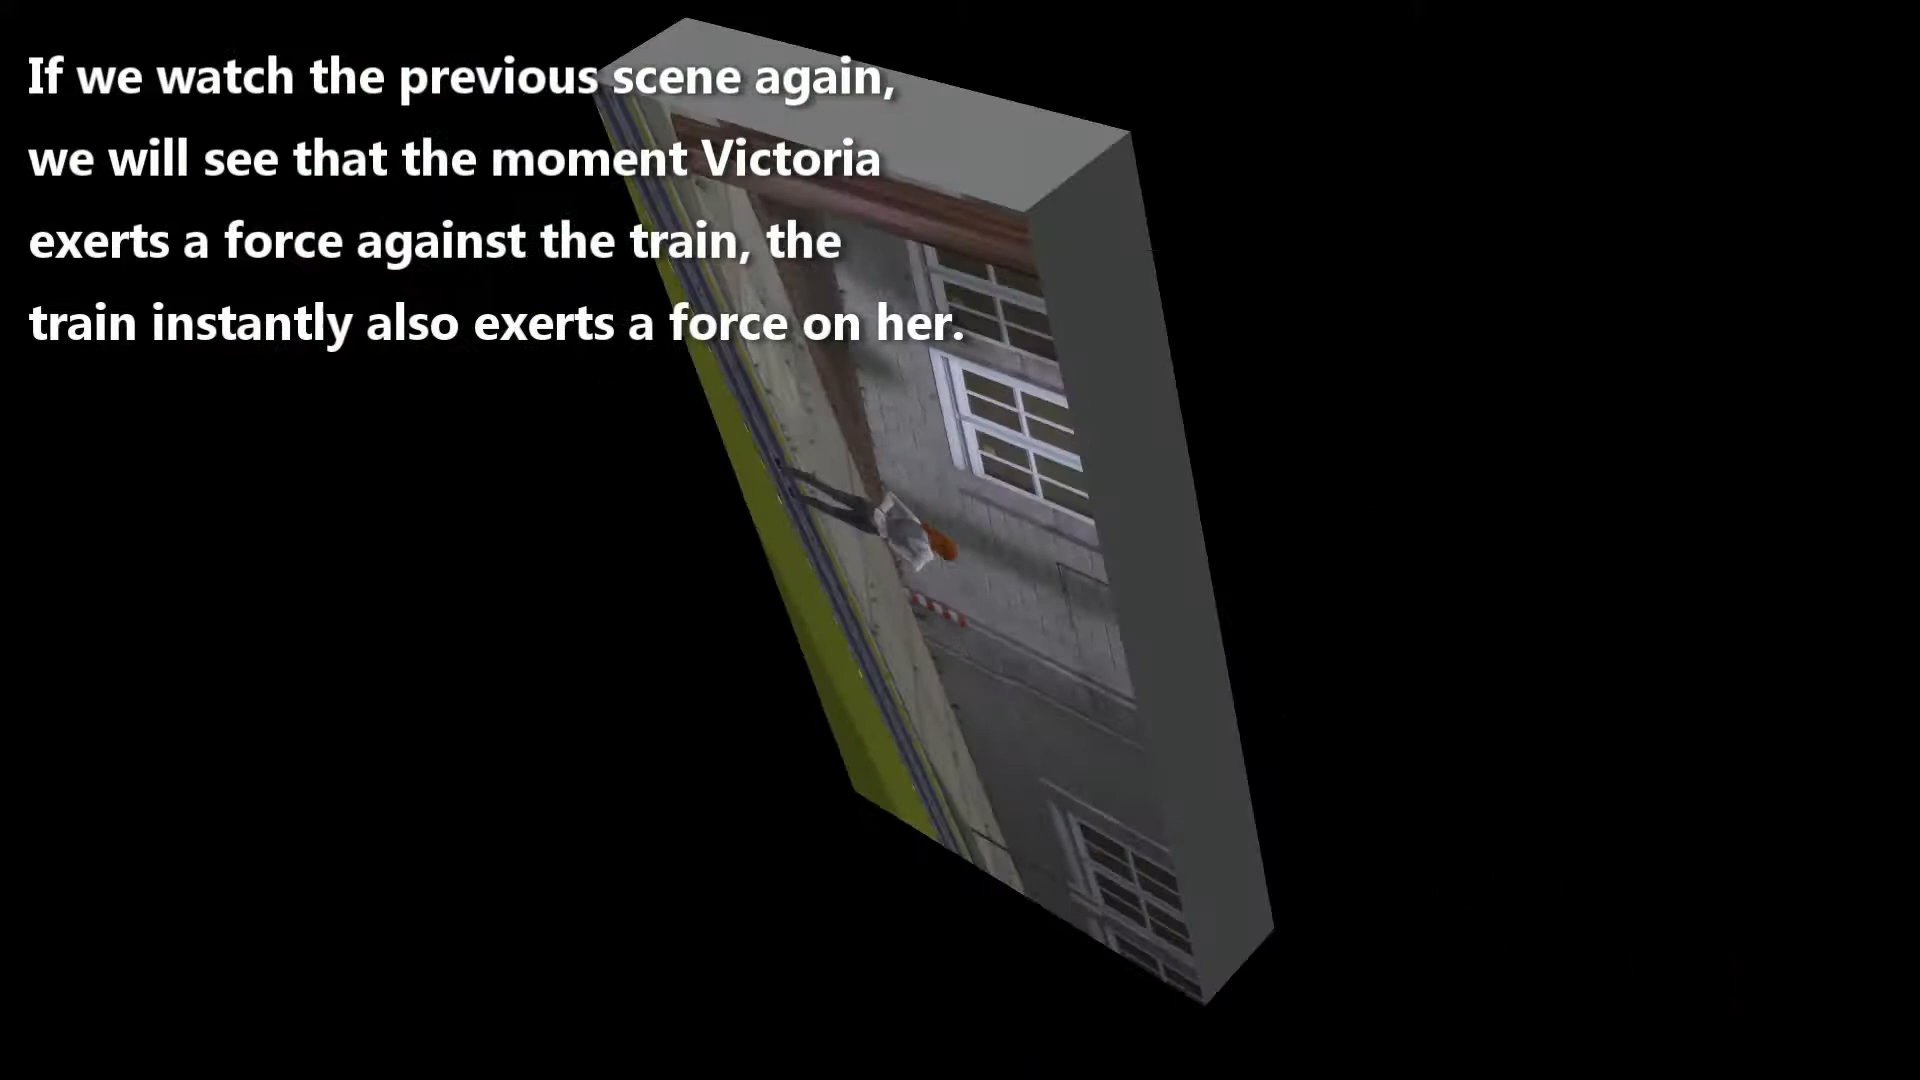 If we watch the previous scene again,
we will see that the moment Victoria
exerts a force against the train, the
train instantly also exerts a force on her.